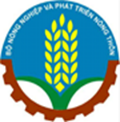 BỘ NÔNG NGHIỆP VÀ PHÁT TRIỂN NÔNG THÔN